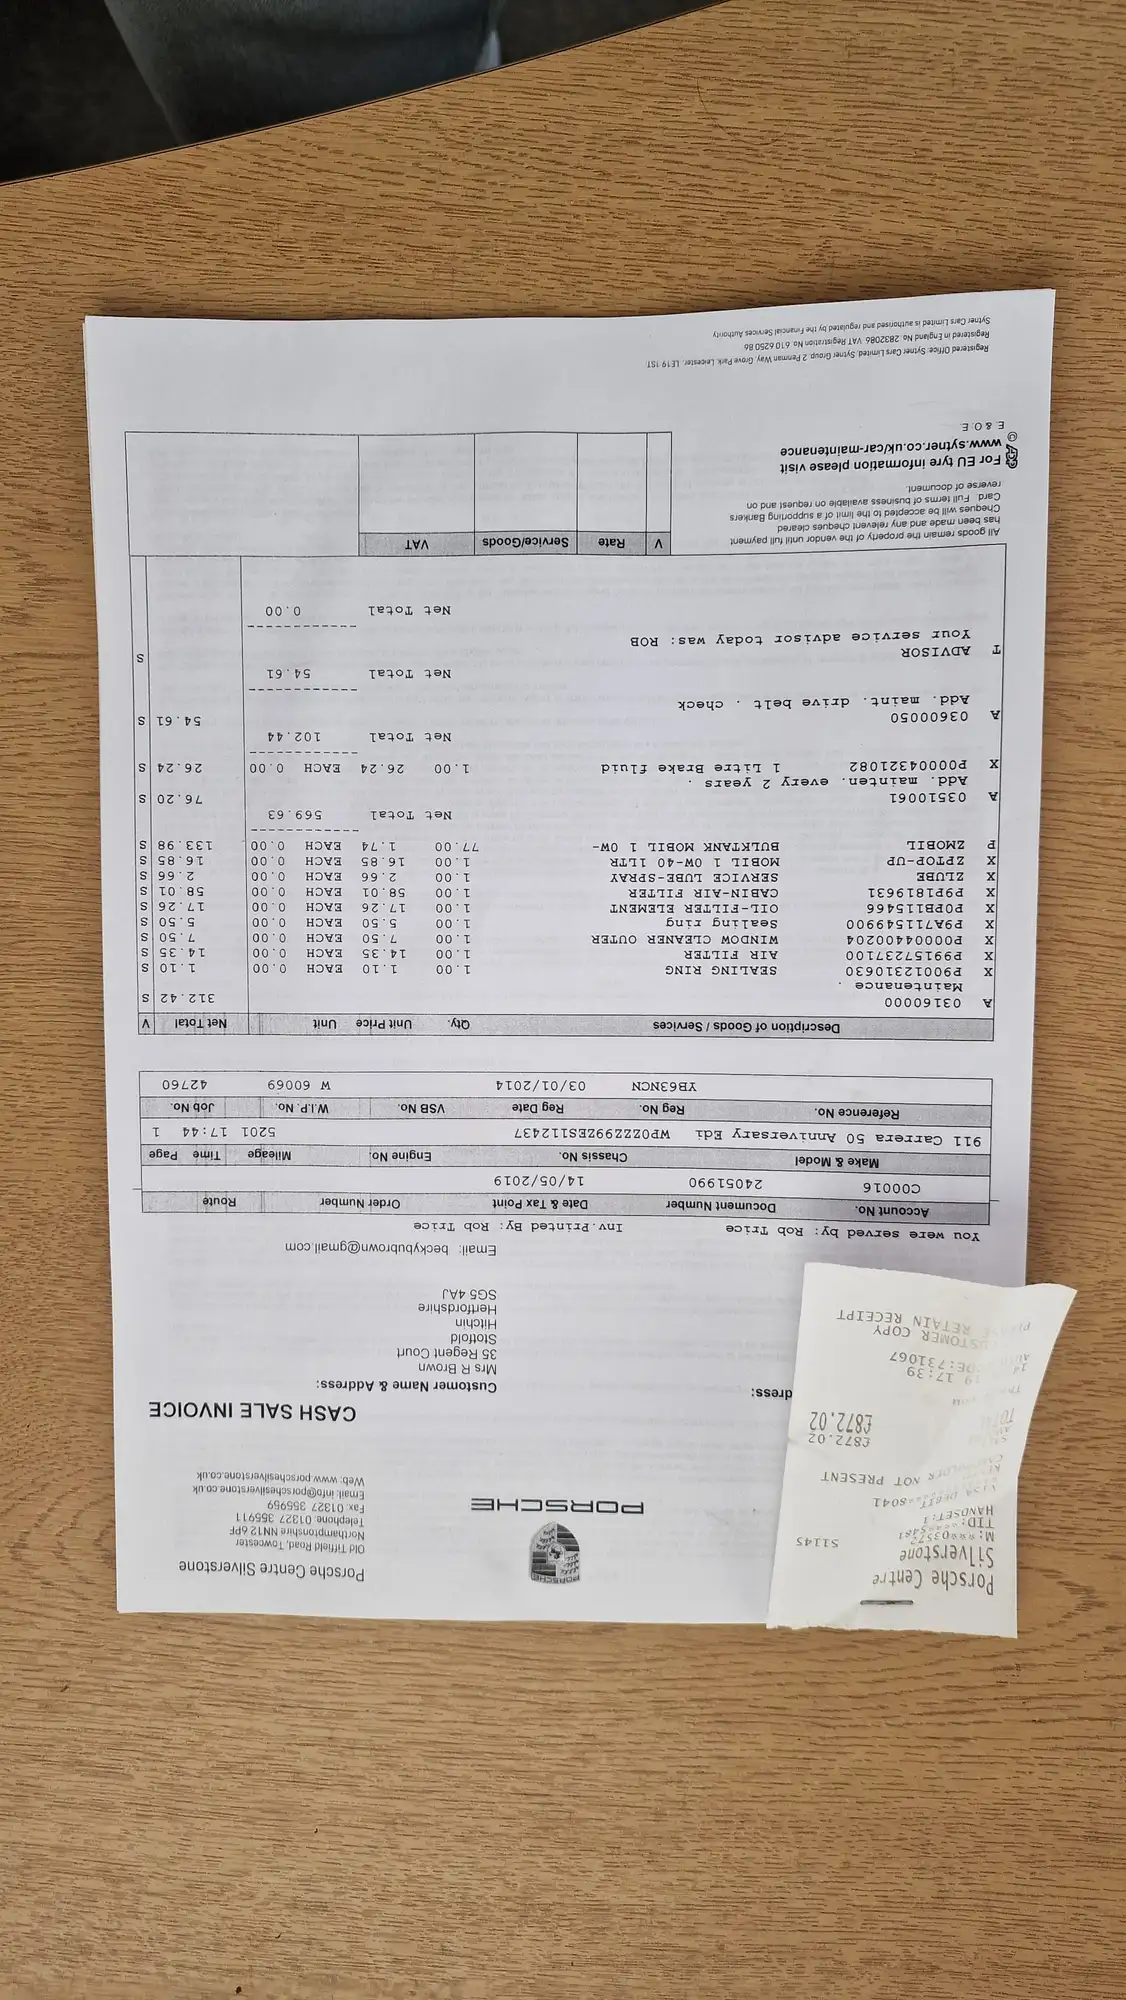 Porsche Centre
Silverstone
TID:
S1145
HANDSET:1
VISA DEBIT
8041
NOT PRESENT
£872.02
£872.02
17:39
:731067
CUSTOMER COPY
RETAIN RECEIPT
PORSCHE
PORSCHE
Porsche Centre Silverstone
Old Tiffield Road, Towcester
Northamptonshire NN12 6PF
Telephone: 01327 355911
Fax: 01327 355959
Email: info@porschesilverstone.co.uk
Web: www.porschesilverstone.co.uk
CASH SALE INVOICE
dress:
Customer Name & Address:
Mrs R Brown
35 Regent Court
Stotfold
Hitchin
Hertfordshire
SG5 4AJ
Email: beckybubrown@gmail.com
You were served by: Rob Trice Inv.Printed By: Rob Trice
Account No. Document Number Date & Tax Point Order Number Route
C00016 24051990 14/05/2019
Make & Model Chassis No. Engine No. Mileage Time Page
911 Carrera 50 Anniversary Edi WP0ZZZ99ZES112437 5201 17:44 1
Reference No. Reg No. Reg Date VSB No. W.I.P. No. Job No.
YB63NCN 03/01/2014 W 60069 42760
Description of Goods / Services Qty. Unit Price Unit Net Total V
A 03160000 312.42 S
Maintenance .
X P90012310630 SEALING RING 1.00 1.10 EACH 0.00 1.10 S
X P99157237100 AIR FILTER 1.00 14.35 EACH 0.00 14.35 S
X P00004400204 WINDOW CLEANER OUTER 1.00 7.50 EACH 0.00 7.50 S
X P9A711549900 Sealing ring 1.00 5.50 EACH 0.00 5.50 S
X P0PB115466 OIL-FILTER ELEMENT 1.00 17.26 EACH 0.00 17.26 S
X P9P1819631 CABIN-AIR FILTER 1.00 58.01 EACH 0.00 58.01 S
X ZLUBE SERVICE LUBE-SPRAY 1.00 2.66 EACH 0.00 2.66 S
X ZPTOP-UP MOBIL 1 0W-40 1LTR 1.00 16.85 EACH 0.00 16.85 S
P ZMOBIL BULKTANK MOBIL 1 0W- 77.00 1.74 EACH 0.00 133.98 S
Net Total 569.63
A 03510061 76.20 S
Add. mainten. every 2 years .
X P00004321082 1 Litre Brake fluid 1.00 26.24 EACH 0.00 26.24 S
Net Total 102.44
A 03600050 54.61 S
Add. maint. drive belt . check
Net Total 54.61
T ADVISOR S
Your service advisor today was: ROB
Net Total 0.00
V Rate Service/Goods VAT
All goods remain the property of the vendor until full payment
has been made and any relevent cheques cleared
Cheques will be accepted to the limit of a supporting Bankers
Card. Full terms of business available on request and on
reverse of document.
For EU tyre information please visit
www.sytner.co.uk/car-maintenance
E & O E
Registered Office: Sytner Cars Limited. Sytner Group. 2 Penman Way, Grove Park, Leicester, LE19 1ST
Registered in England No. 2832086 VAT Registration No. 610 6250 86
Sytner Cars Limited is authorised and regulated by the Financial Services Authority